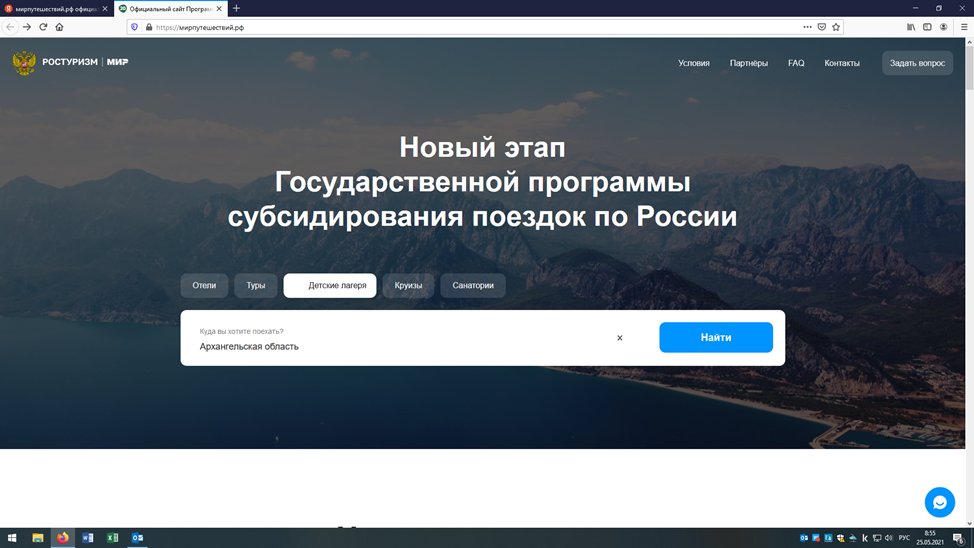 мирпутешествий.рф офици
Официальный сайт Програм
https://мирпутешествий.рф
РОСТУРИЗМ | МИР
Условия
Партнёры
FAQ
Контакты
Задать вопрос
Новый этап
Государственной программы
субсидирования поездок по России
Отели
Туры
Детские лагеря
Круизы
Санатории
Куда вы хотите поехать?
Архангельская область
Найти
РУС
8:55
25.05.2021